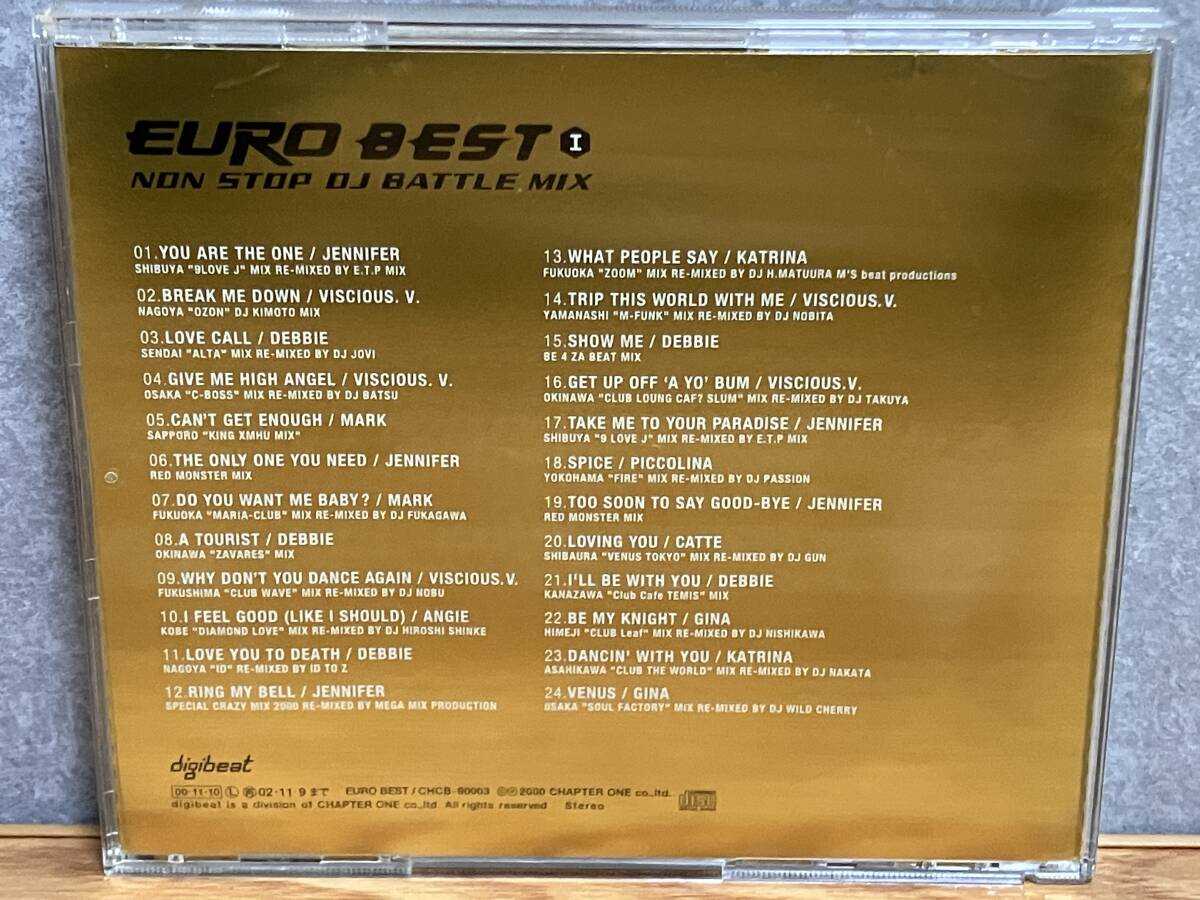 EURO BEST I
NON STOP DJ BATTLE MIX
01.YOU ARE THE ONE / JENNIFER
SHIBUYA "9LOVE J" MIX RE-MIXED BY E.T.P MIX
02.BREAK ME DOWN / VISCIOUS. V.
NAGOYA "OZON" DJ KIMOTO MIX
03.LOVE CALL / DEBBIE
SENDAI "ALTA" MIX RE-MIXED BY DJ JOVI
04.GIVE ME HIGH ANGEL / VISCIOUS. V.
OSAKA "C-BOSS" MIX RE-MIXED BY DJ BATSU
05.CAN'T GET ENOUGH / MARK
SAPPORO "KING XMHU MIX"
06.THE ONLY ONE YOU NEED / JENNIFER
RED MONSTER MIX
07.DO YOU WANT ME BABY? / MARK
FUKUOKA "MARIA-CLUB" MIX RE-MIXED BY DJ FUKAGAWA
08.A TOURIST / DEBBIE
OKINAWA "ZAVARES" MIX
09.WHY DON'T YOU DANCE AGAIN / VISCIOUS.V.
FUKUSHIMA "CLUB WAVE" MIX RE-MIXED BY DJ NOBU
10.I FEEL GOOD (LIKE I SHOULD) / ANGIE
KOBE "DIAMOND LOVE" MIX RE-MIXED BY DJ HIROSHI SHINKE
11.LOVE YOU TO DEATH / DEBBIE
NAGOYA "ID" RE-MIXED BY ID TO Z
12.RING MY BELL / JENNIFER
SPECIAL CRAZY MIX 2000 RE-MIXED BY MEGA MIX PRODUCTION
13.WHAT PEOPLE SAY / KATRINA
FUKUOKA "ZOOM" MIX RE-MIXED BY DJ H.MATUURA M'S beat productions
14.TRIP THIS WORLD WITH ME / VISCIOUS.V.
YAMANASHI "M-FUNK" MIX RE-MIXED BY DJ NOBITA
15.SHOW ME / DEBBIE
BE 4 ZA BEAT MIX
16.GET UP OFF 'A YO' BUM / VISCIOUS.V.
OKINAWA "CLUB LOUNG CAF? SLUM" MIX RE-MIXED BY DJ TAKUYA
17.TAKE ME TO YOUR PARADISE / JENNIFER
SHIBUYA "9 LOVE J" MIX RE-MIXED BY E.T.P MIX
18.SPICE / PICCOLINA
YOKOHAMA "FIRE" MIX RE-MIXED BY DJ PASSION
19.TOO SOON TO SAY GOOD-BYE / JENNIFER
RED MONSTER MIX
20.LOVING YOU / CATTE
SHIBAURA "VENUS TOKYO" MIX RE-MIXED BY DJ GUN
21.I'LL BE WITH YOU / DEBBIE
KANAZAWA "Club Cafe TEMIS" MIX
22.BE MY KNIGHT / GINA
HIMEJI "CLUB Leaf" MIX RE-MIXED BY DJ NISHIKAWA
23.DANCIN' WITH YOU / KATRINA
ASAHIKAWA "CLUB THE WORLD" MIX RE-MIXED BY DJ NAKATA
24.VENUS / GINA
OSAKA "SOUL FACTORY" MIX RE-MIXED BY DJ WILD CHERRY
digibeat
00·11·10 Ⓛ ㊢02·11·9 まで EURO BEST / CHCB-90003 ©℗2000 CHAPTER ONE co.,ltd.
digibeat is a division of CHAPTER ONE co.,ltd. All rights reserved Stereo